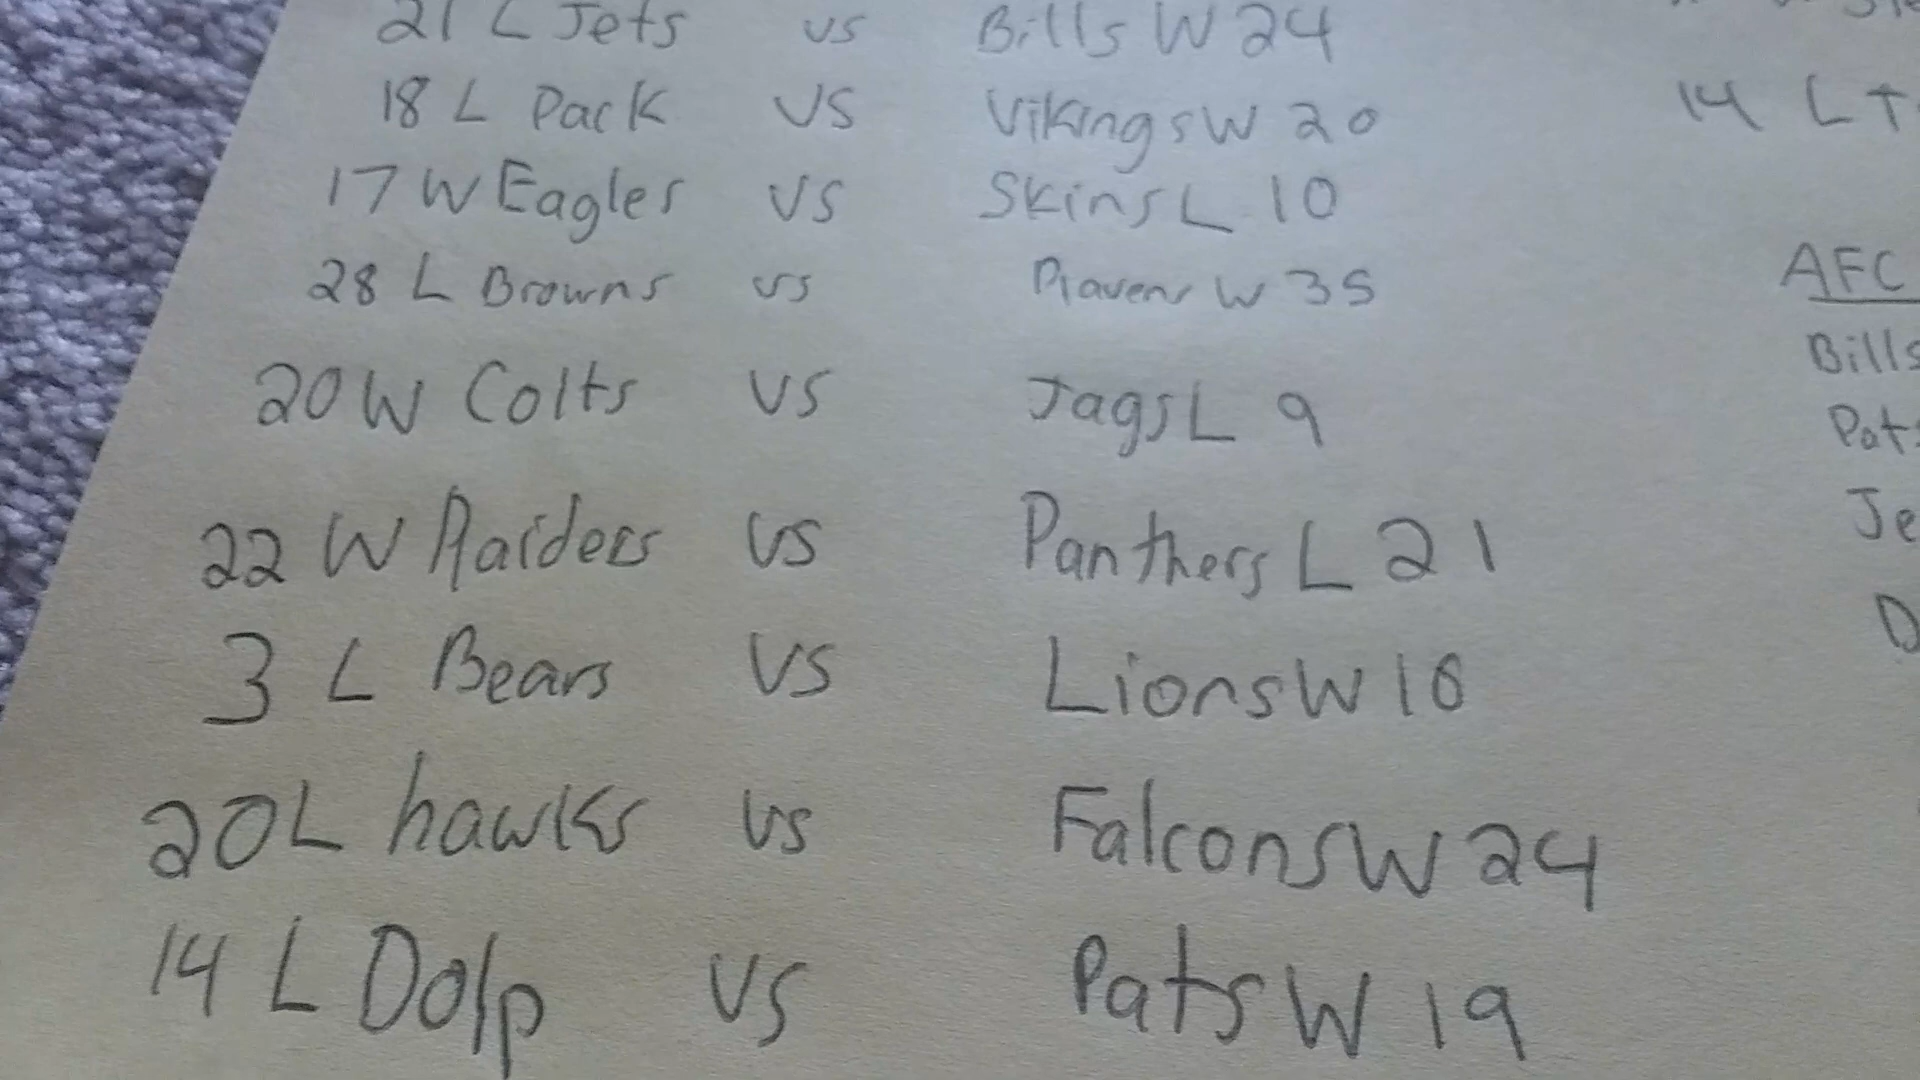 21 L Jets vs Bills W 24
18 L Pack vs Vikings W 20
17 W Eagles vs Skins L 10
28 L Browns vs Ravens W 35
20 W Colts vs Jags L 9
22 W Raiders vs Panthers L 21
3 L Bears vs Lions W 16
20 L hawks vs Falcons W 24
14 L Dolp vs Pats W 19
14 L T
AFC
Bills
Pats
Je
D